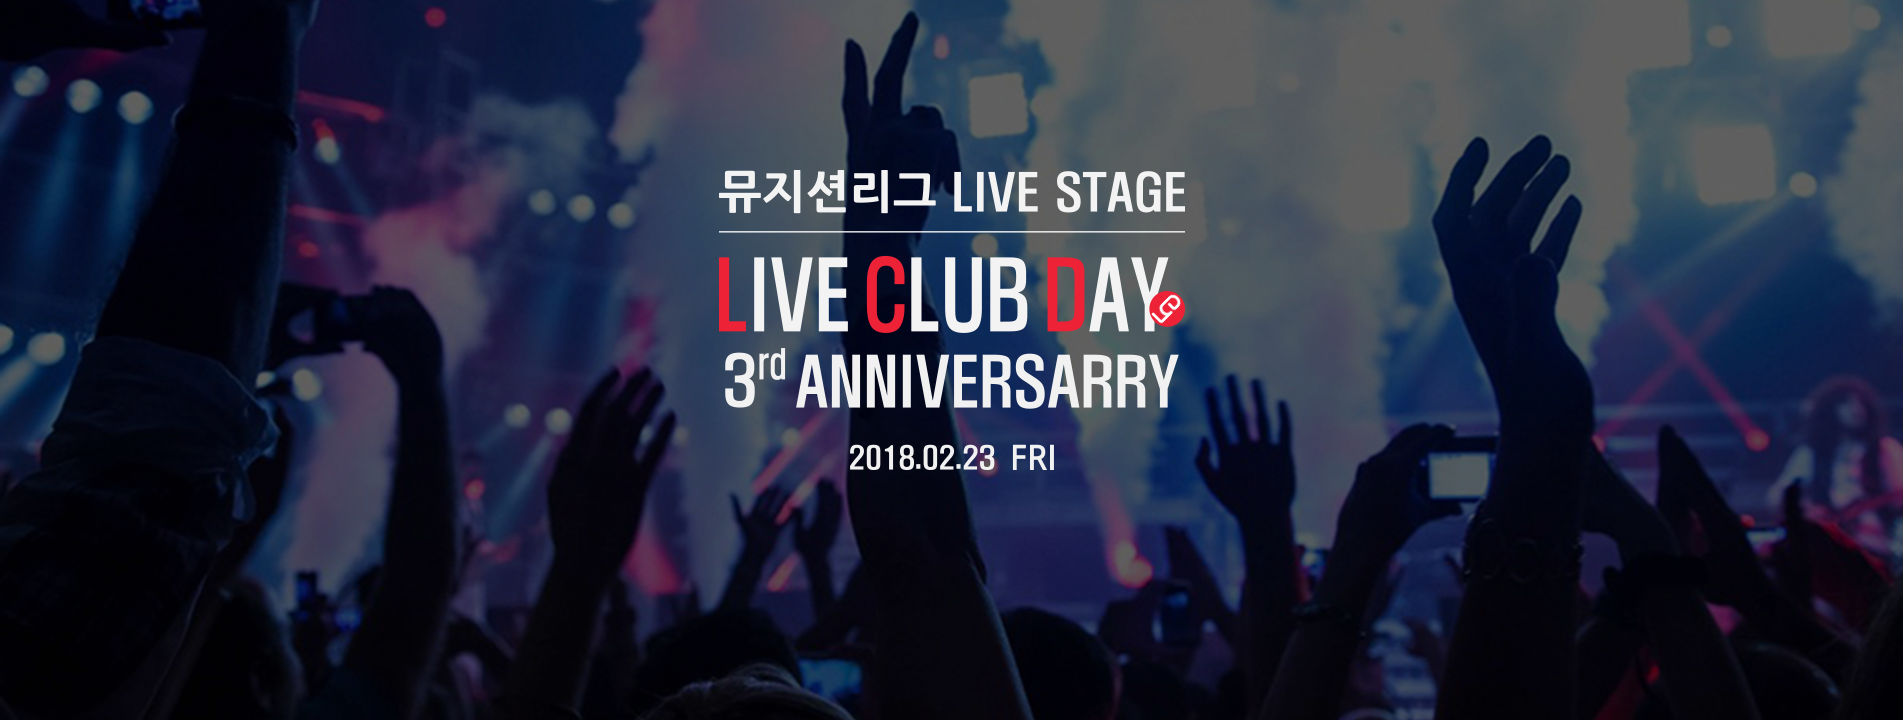 뮤지션리그 LIVE STAGE
LIVE CLUB DAY
3rd ANNIVERSARRY
2018.02.23 FRI